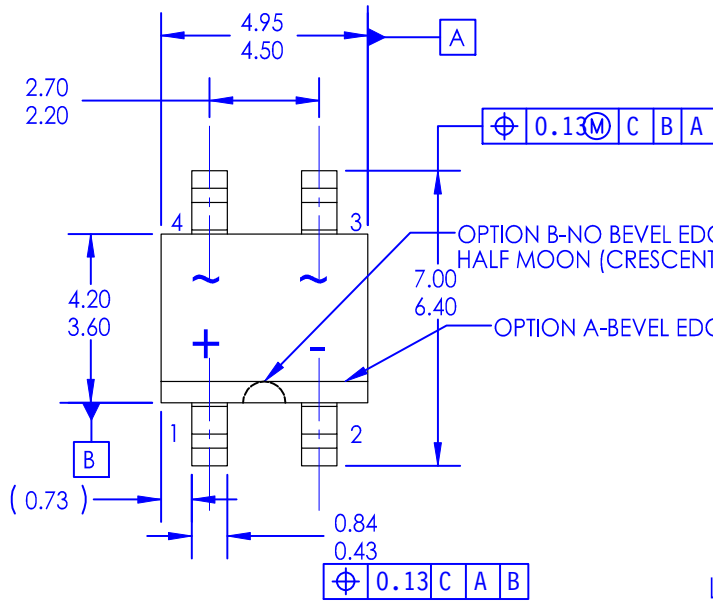 4.95
4.50
A
2.70
2.20
⌖ 0.13 Ⓜ C B A
4
3
OPTION B-NO BEVEL EDG
HALF MOON (CRESCENT
~ ~
4.20
3.60
7.00
6.40
+ -
OPTION A-BEVEL EDG
1
2
B
( 0.73 )
0.84
0.43
⌖ 0.13 C A B